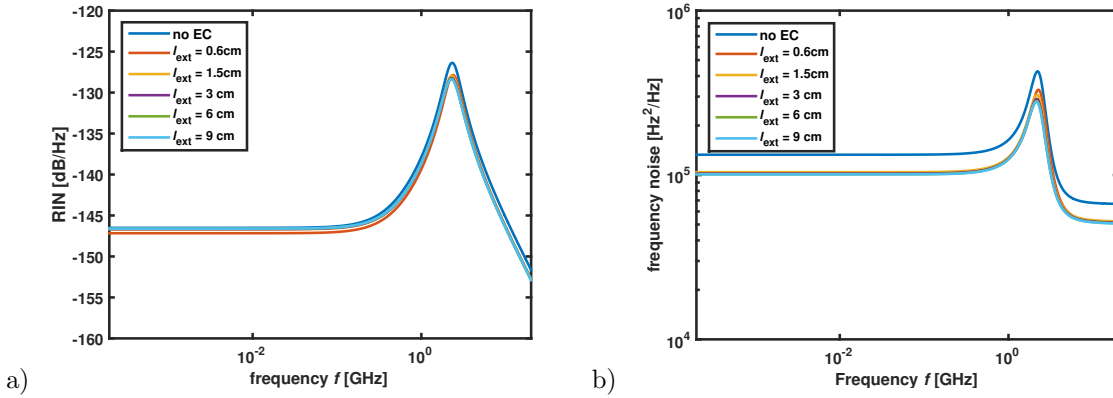 -120
-125
-130
-135
-140
-145
-150
-155
-160
RIN [dB/Hz]
no EC
l_ext = 0.6cm
l_ext = 1.5cm
l_ext = 3 cm
l_ext = 6 cm
l_ext = 9 cm
10^-2
10^0
frequency f [GHz]
a)
10^6
10^5
10^4
frequency noise [Hz^2/Hz]
no EC
l_ext = 0.6cm
l_ext = 1.5cm
l_ext = 3 cm
l_ext = 6 cm
l_ext = 9 cm
10^-2
10^0
Frequency f [GHz]
b)